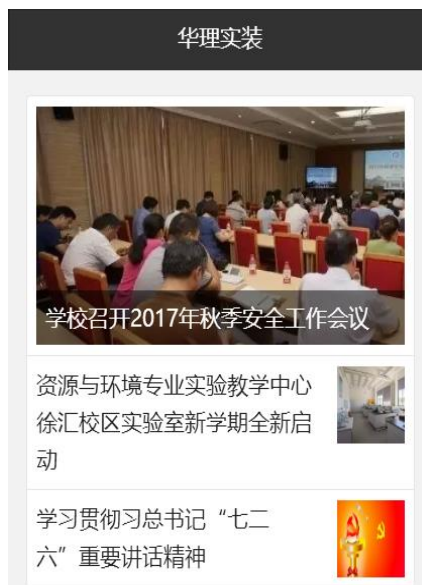 华理实装
学校召开2017年秋季安全工作会议
资源与环境专业实验教学中心
徐汇校区实验室新学期全新启
动
学习贯彻习总书记“七二
六”重要讲话精神